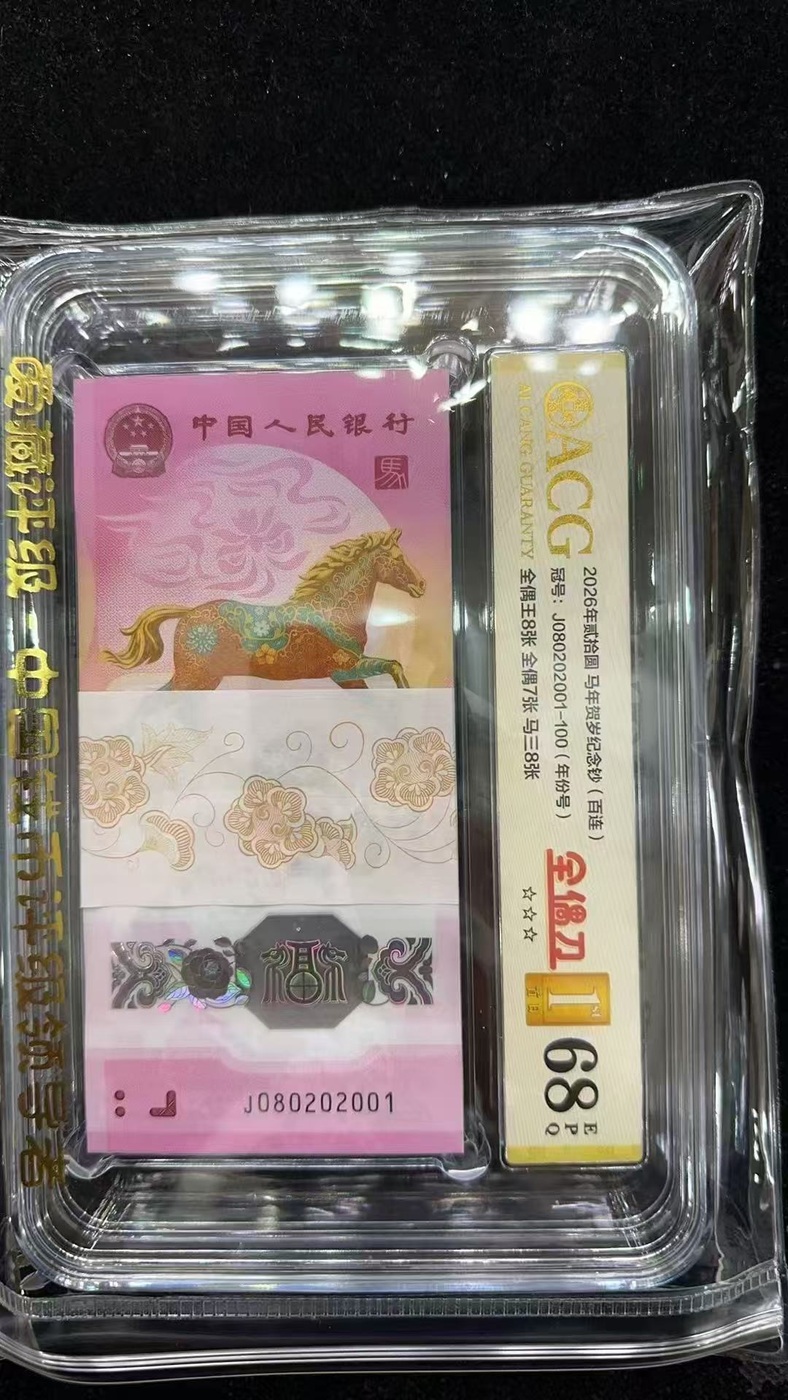 中国人民银行
馬
J080202001
ACG
AI CANG GUARANTY
2026年贰拾圆 马年贺岁纪念钞（百连）
冠号：J080202001-100（年份号）
全偶王8张 全偶7张 马三8张
全偶刀
☆☆☆
1
68
E
P
Q
爱藏评级·中国钱币评级领导者